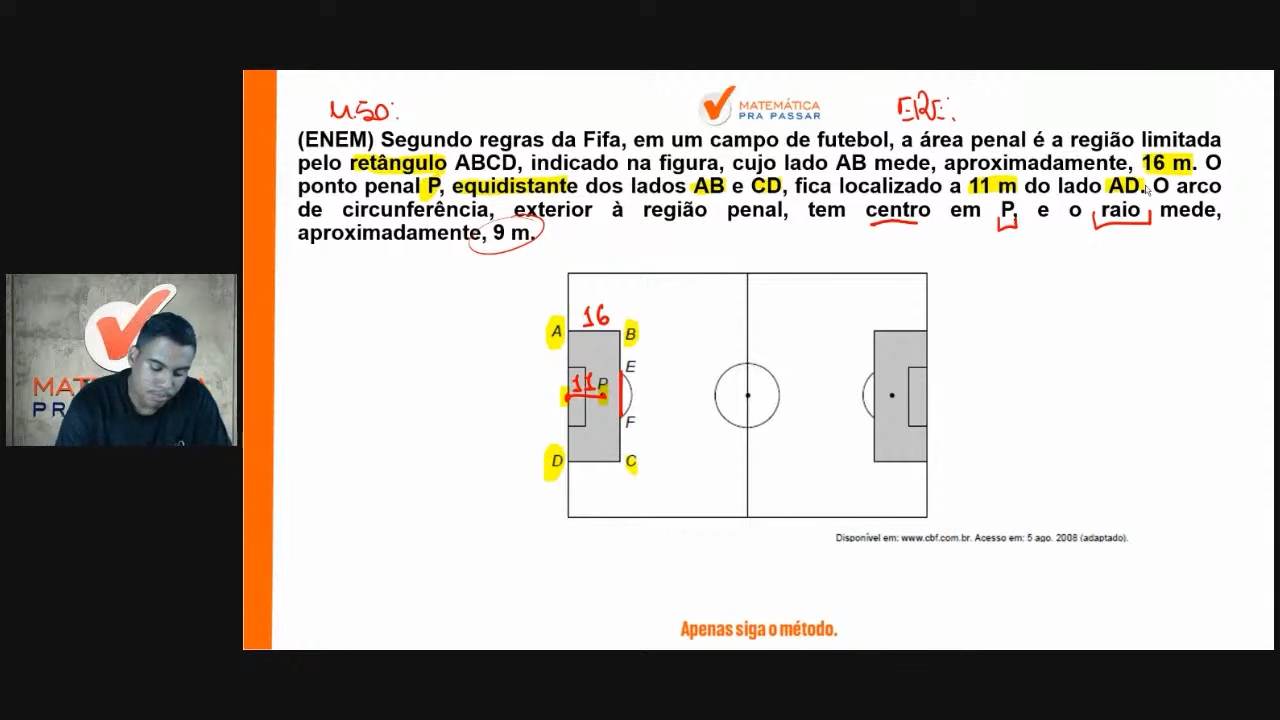 M50:
MATEMÁTICA
PRA PASSAR
ERE:
(ENEM) Segundo regras da Fifa, em um campo de futebol, a área penal é a região limitada
pelo retângulo ABCD, indicado na figura, cujo lado AB mede, aproximadamente, 16 m. O
ponto penal P, equidistante dos lados AB e CD, fica localizado a 11 m do lado AD. O arco
de circunferência, exterior à região penal, tem centro em P, e o raio mede,
aproximadamente, 9 m.
16
A
B
E
11
P
F
D
C
Disponível em: www.cbf.com.br. Acesso em: 5 ago. 2008 (adaptado).
Apenas siga o método.